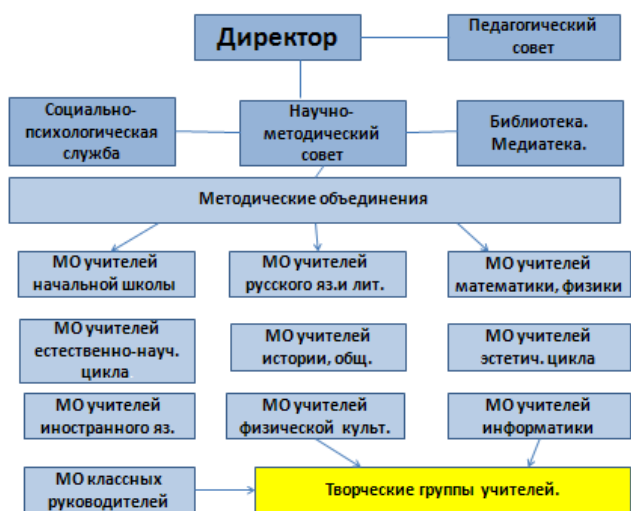 Директор
Педагогический
совет
Социально-
психологическая
служба
Научно-
методический
совет
Библиотека.
Медиатека.
Методические объединения
МО учителей
начальной школы
МО учителей
русского яз.и лит.
МО учителей
математики, физики
МО учителей
естественно-науч.
цикла
МО учителей
истории, общ.
МО учителей
эстетич. цикла
МО учителей
иностранного яз.
МО учителей
физической культ.
МО учителей
информатики
МО классных
руководителей
Творческие группы учителей.